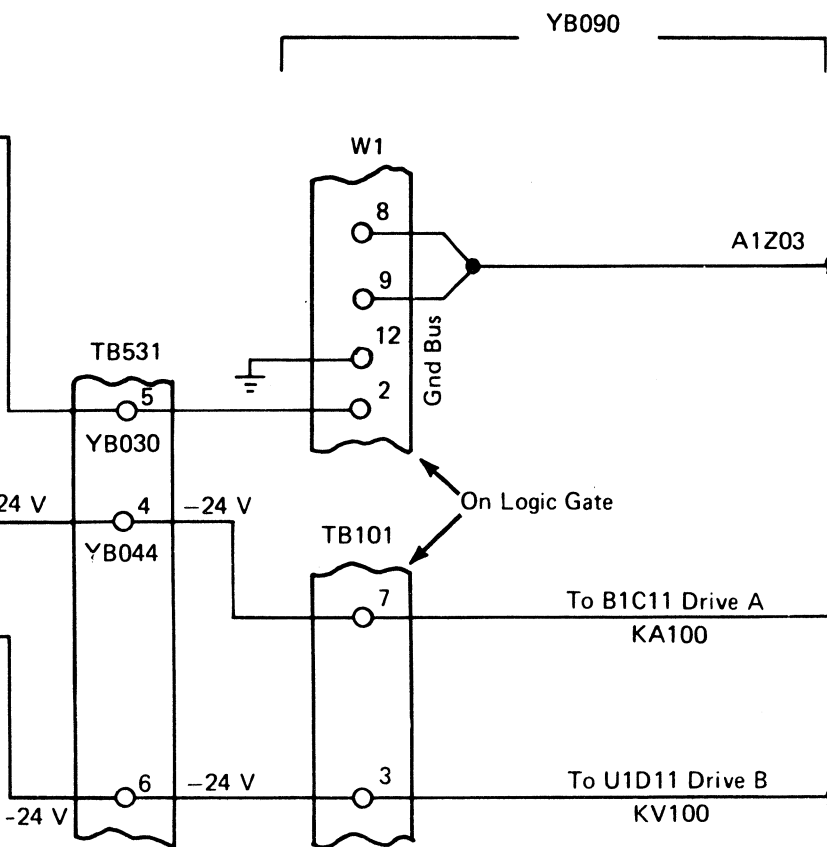 YB090
W1
8
A1Z03
9
12
Gnd Bus
TB531
5
2
YB030
24 V
4
−24 V
On Logic Gate
YB044
TB101
7
To B1C11 Drive A
KA100
6
−24 V
3
To U1D11 Drive B
-24 V
KV100